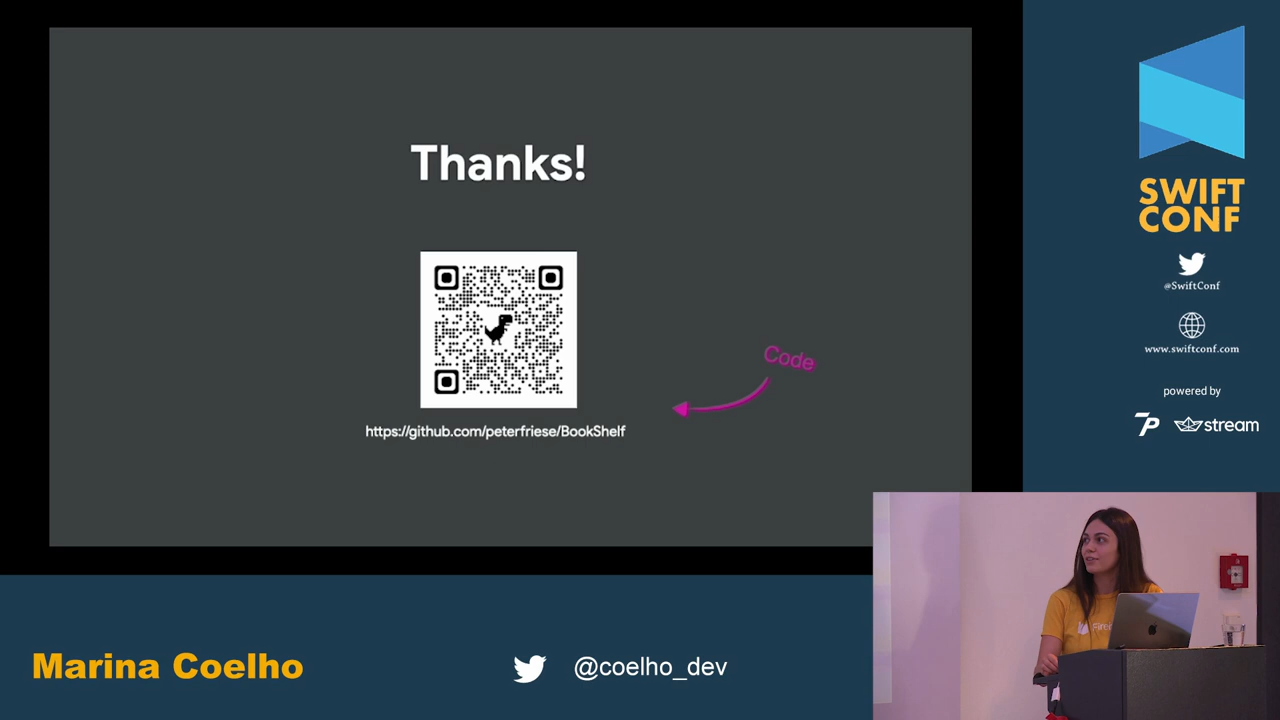 Thanks!
Code
https://github.com/peterfriese/BookShelf
SWIFT
CONF
@SwiftConf
www.swiftconf.com
powered by
7P
stream
Marina Coelho
@coelho_dev